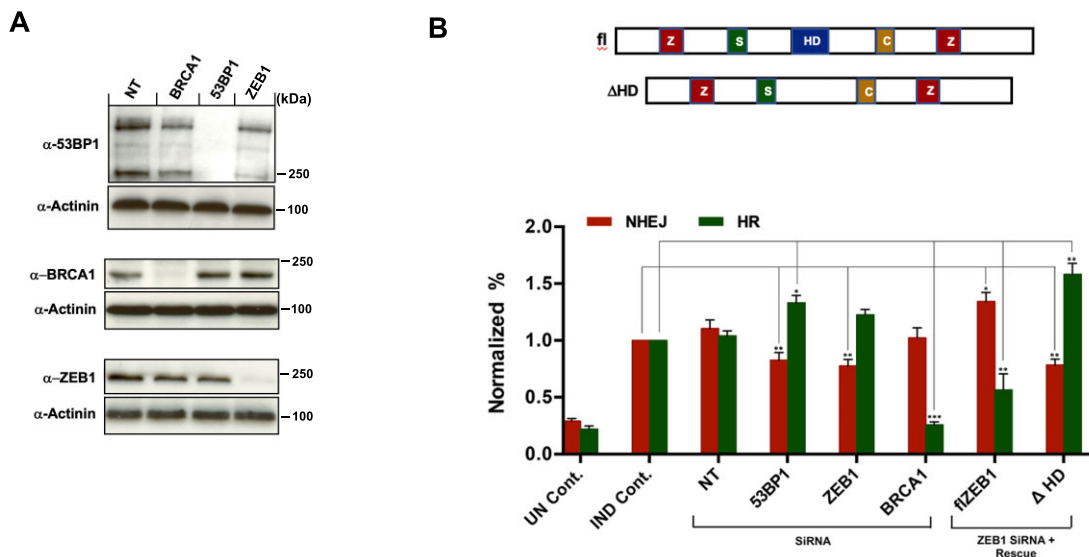 A
NT BRCA1 53BP1 ZEB1 (kDa)
α-53BP1
250
α-Actinin
100
α–BRCA1
250
α-Actinin
100
α–ZEB1
250
α-Actinin
100
B
fl Z S HD C Z
ΔHD Z S C Z
NHEJ HR
Normalized %
2.0
1.5
1.0
0.5
0.0
** * ** *** * ** ** **
UN Cont. IND Cont. NT 53BP1 ZEB1 BRCA1 flZEB1 Δ HD
SiRNA
ZEB1 SiRNA +
Rescue